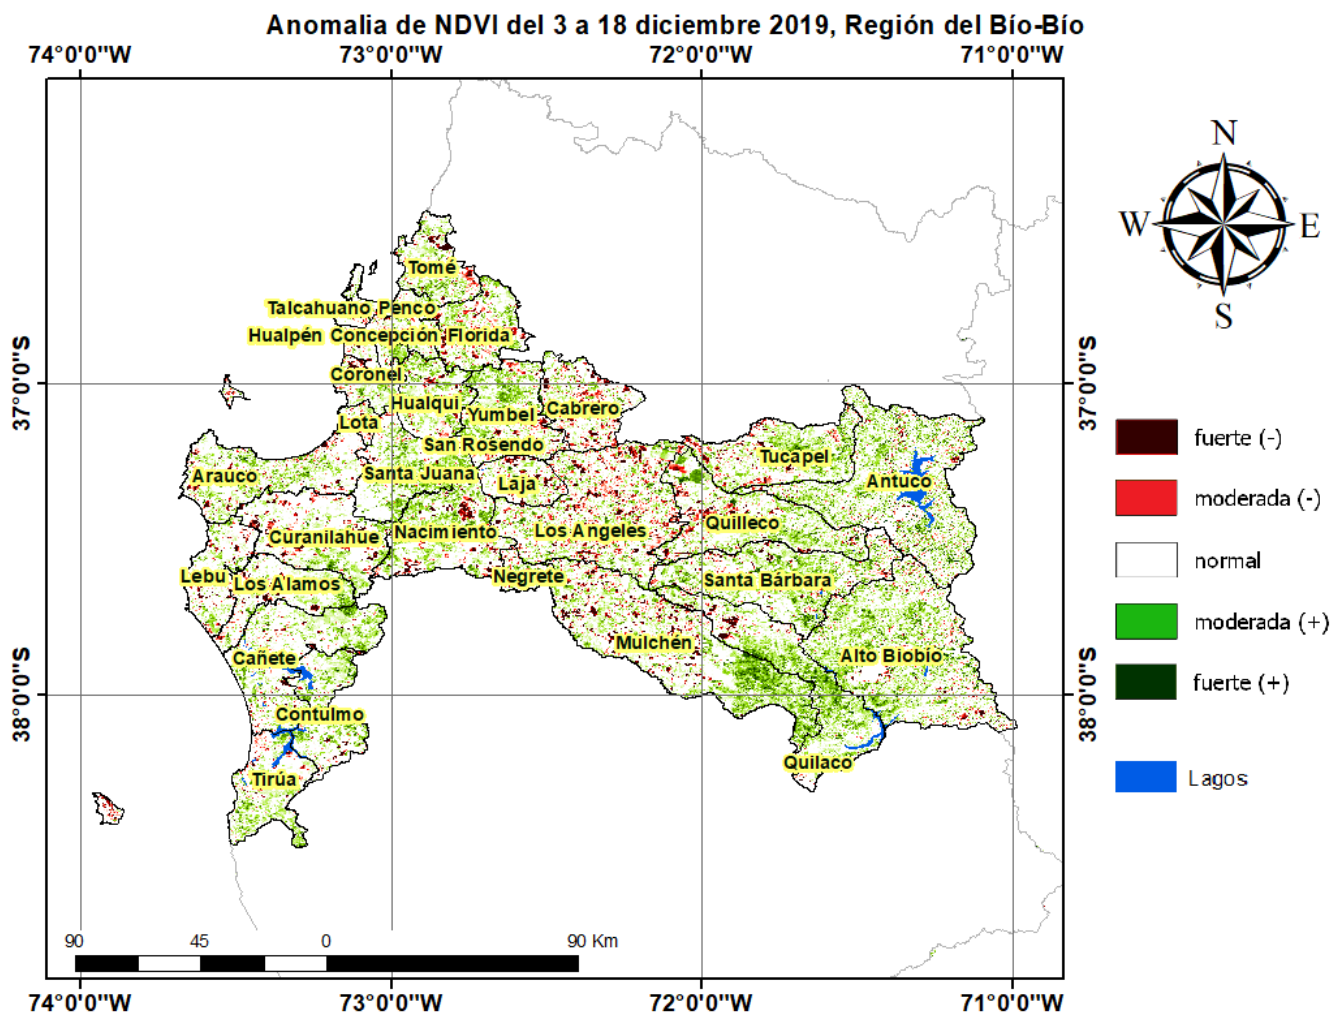 Anomalia de NDVI del 3 a 18 diciembre 2019, Región del Bío-Bío
74°0'0"W 73°0'0"W 72°0'0"W 71°0'0"W
N
W E
S
Tomé
Talcahuano Penco
Hualpén Concepción Florida
37°0'0"S 37°0'0"S
Coronel
Hualqui Yumbel Cabrero
Lota
San Rosendo
Tucapel
Arauco Santa Juana Laja Antuco
Curanilahue Nacimiento Los Angeles Quilleco
Lebu Los Alamos Negrete Santa Bárbara
Mulchén
Cañete Alto Biobio
38°0'0"S 38°0'0"S
Contulmo
Quilaco
Tirúa
fuerte (-)
moderada (-)
normal
moderada (+)
fuerte (+)
Lagos
90 45 0 90 Km
74°0'0"W 73°0'0"W 72°0'0"W 71°0'0"W